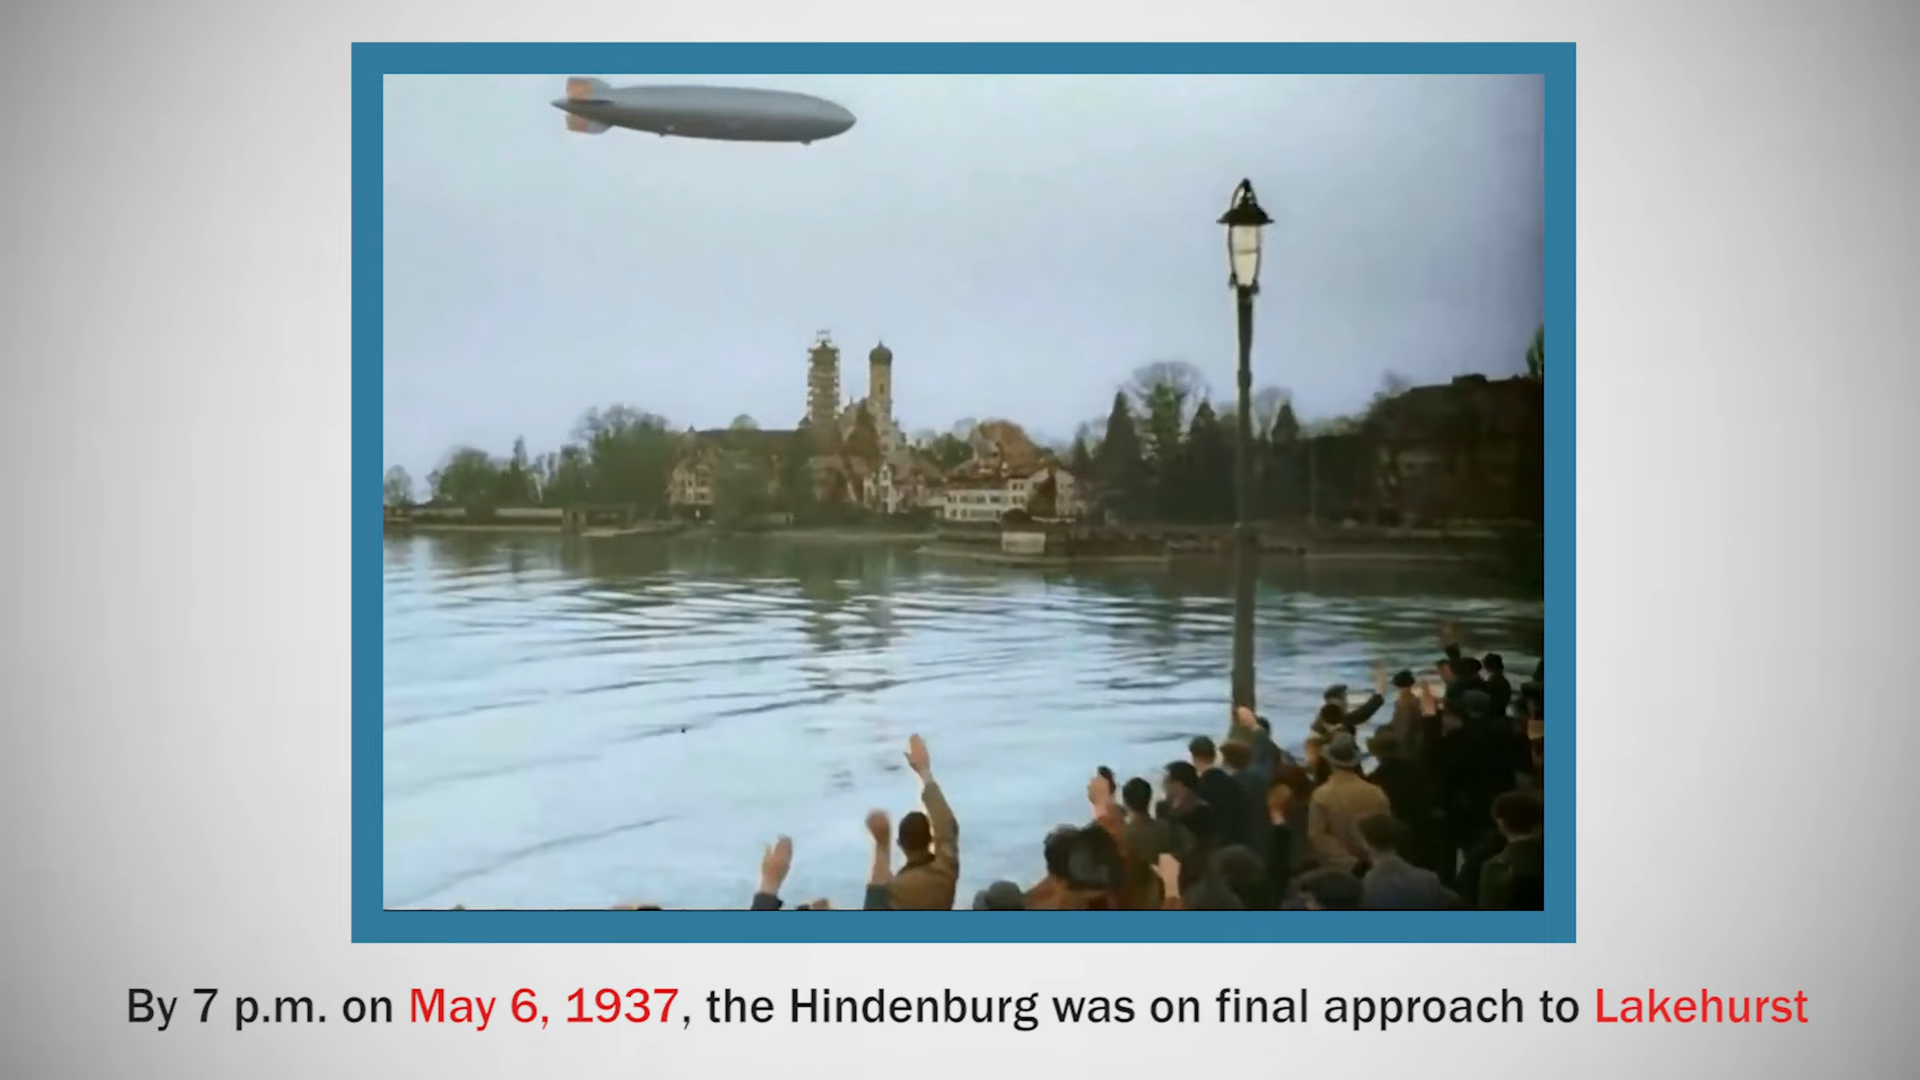 By 7 p.m. on May 6, 1937, the Hindenburg was on final approach to Lakehurst